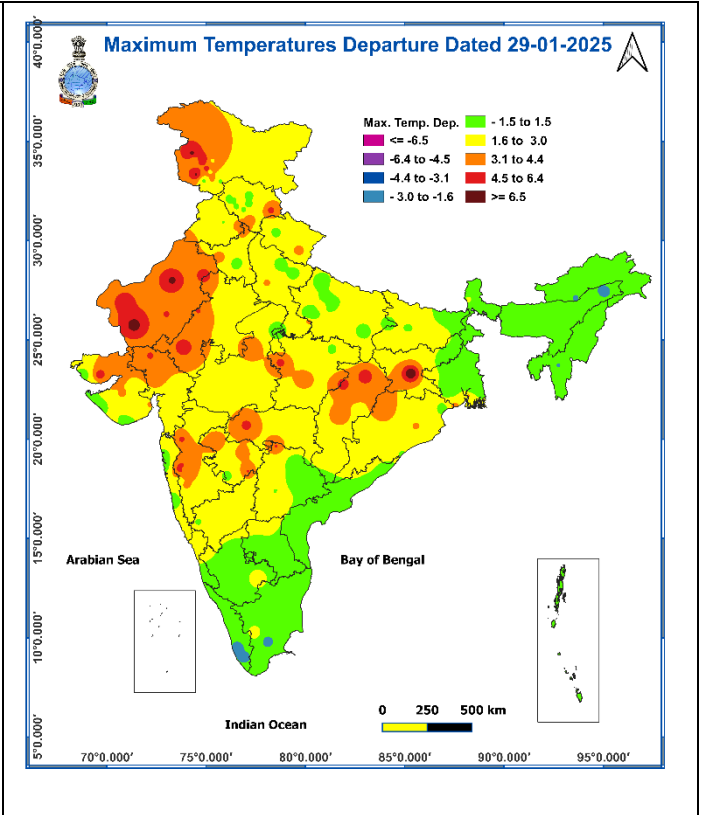 Maximum Temperatures Departure Dated 29-01-2025
Max. Temp. Dep.
<= -6.5
-6.4 to -4.5
-4.4 to -3.1
- 3.0 to -1.6
- 1.5 to 1.5
1.6 to 3.0
3.1 to 4.4
4.5 to 6.4
>= 6.5
40°0.000'
35°0.000'
30°0.000'
25°0.000'
20°0.000'
15°0.000'
10°0.000'
5°0.000'
Arabian Sea
Bay of Bengal
Indian Ocean
0 250 500 km
70°0.000' 75°0.000' 80°0.000' 85°0.000' 90°0.000' 95°0.000'